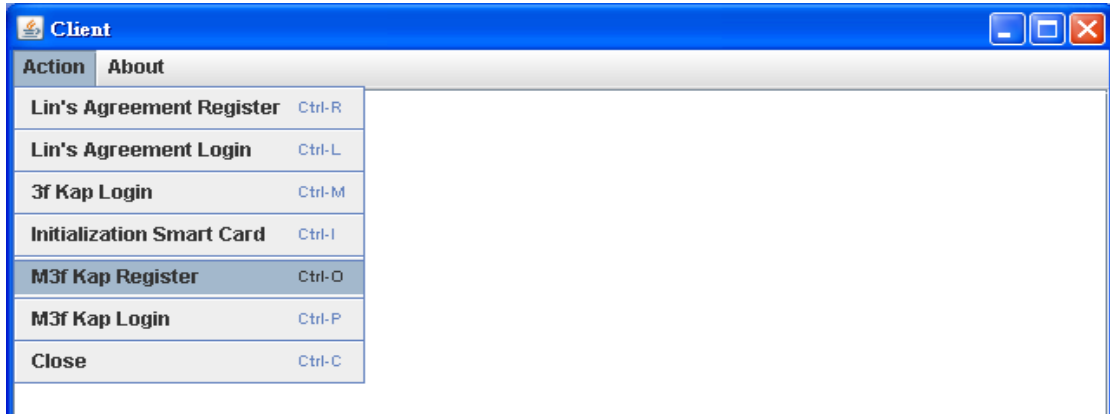 Client
Action About
Lin's Agreement Register Ctrl-R
Lin's Agreement Login Ctrl-L
3f Kap Login Ctrl-M
Initialization Smart Card Ctrl-I
M3f Kap Register Ctrl-O
M3f Kap Login Ctrl-P
Close Ctrl-C